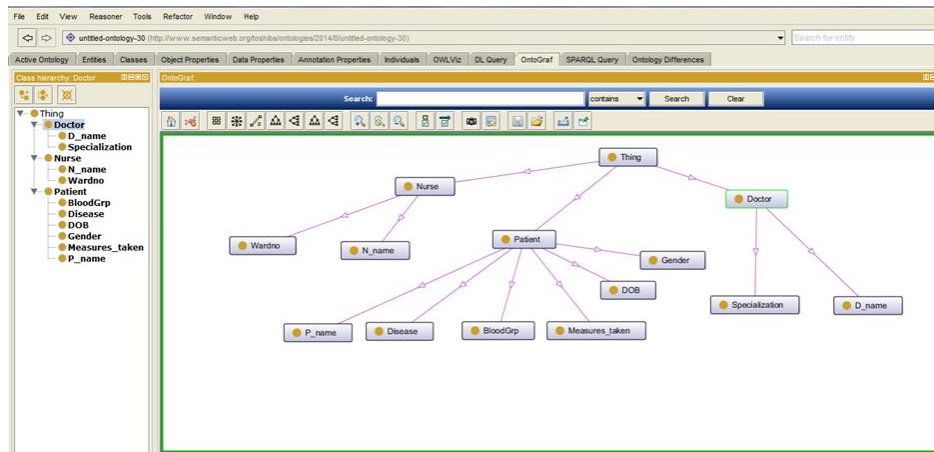 File Edit View Reasoner Tools Refactor Window Help
untitled-ontology-30 (http://www.semanticweb.org/toshiba/ontologies/2014/8/untitled-ontology-30) Search for entity
Active Ontology Entities Classes Object Properties Data Properties Annotation Properties Individuals OWLViz DL Query OntoGraf SPARQL Query Ontology Differences
Class hierarchy: Doctor
Thing
Doctor
D_name
Specialization
Nurse
N_name
Wardno
Patient
BloodGrp
Disease
DOB
Gender
Measures_taken
P_name
OntoGraf
Search: contains Search Clear
Thing
Nurse
Doctor
Wardno
N_name
Patient
Gender
DOB
Specialization
D_name
P_name
Disease
BloodGrp
Measures_taken